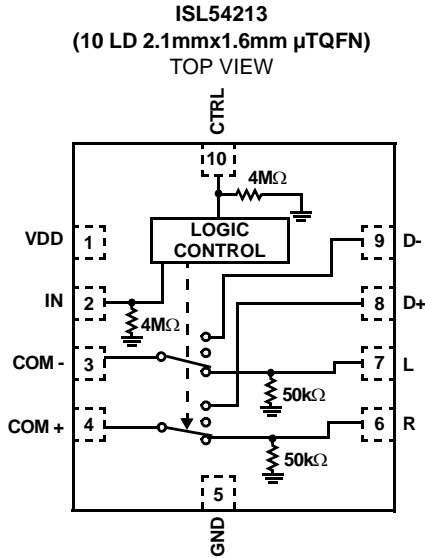 ISL54213
(10 LD 2.1mmx1.6mm µTQFN)
TOP VIEW
CTRL
10
4MΩ
LOGIC
CONTROL
VDD 1
9 D-
IN 2
8 D+
4MΩ
COM - 3
7 L
50kΩ
COM + 4
6 R
50kΩ
5
GND